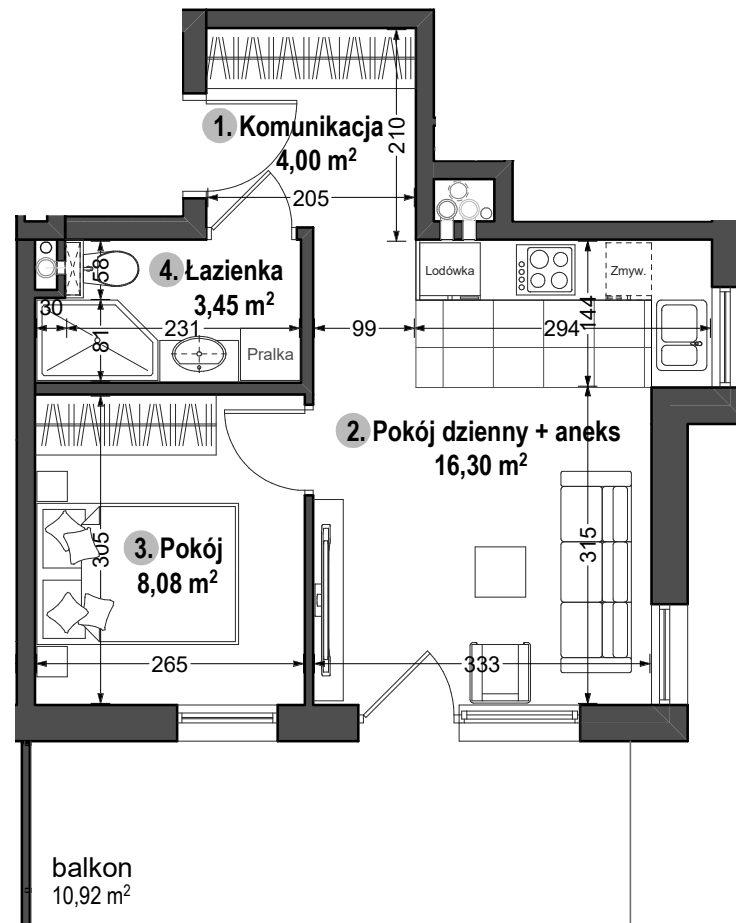 1. Komunikacja
4,00 m²
210
205
4. Łazienka
3,45 m²
58
30
231
81
Pralka
99
Lodówka
Zmyw.
294
144
2. Pokój dzienny + aneks
16,30 m²
315
333
3. Pokój
8,08 m²
305
265
balkon
10,92 m²